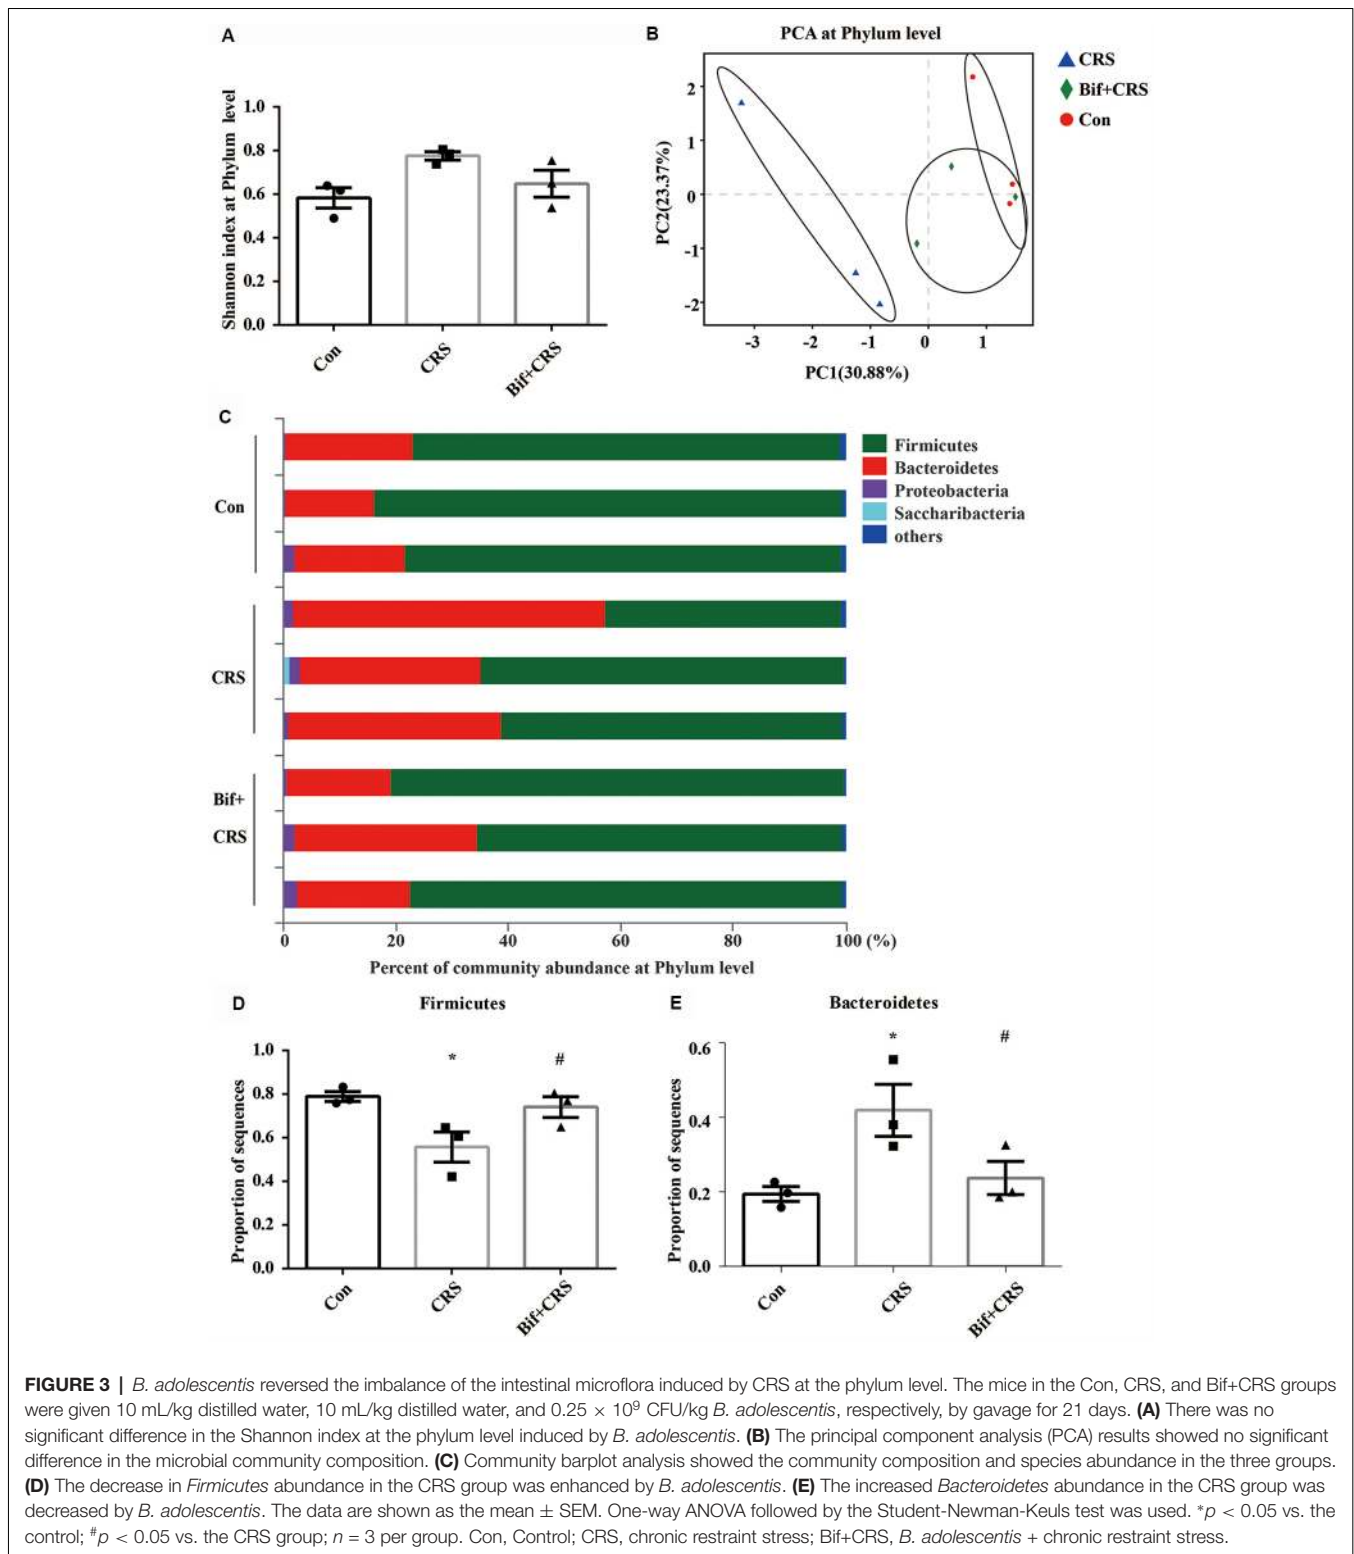 A
Shannon index at Phylum level
1.0
0.8
0.6
0.4
0.2
0.0
Con
CRS
Bif+CRS
B
PCA at Phylum level
PC2(23.37%)
2
1
0
-1
-2
-3
-2
-1
0
1
PC1(30.88%)
CRS
Bif+CRS
Con
C
Con
CRS
Bif+
CRS
0
20
40
60
80
100 (%)
Percent of community abundance at Phylum level
Firmicutes
Bacteroidetes
Proteobacteria
Saccharibacteria
others
D
Firmicutes
Proportion of sequences
1.0
0.8
0.6
0.4
0.2
0.0
*
#
Con
CRS
Bif+CRS
E
Bacteroidetes
Proportion of sequences
0.6
0.4
0.2
0.0
*
#
Con
CRS
Bif+CRS
FIGURE 3 | B. adolescentis reversed the imbalance of the intestinal microflora induced by CRS at the phylum level. The mice in the Con, CRS, and Bif+CRS groups
were given 10 mL/kg distilled water, 10 mL/kg distilled water, and 0.25 × 10⁹ CFU/kg B. adolescentis, respectively, by gavage for 21 days. (A) There was no
significant difference in the Shannon index at the phylum level induced by B. adolescentis. (B) The principal component analysis (PCA) results showed no significant
difference in the microbial community composition. (C) Community barplot analysis showed the community composition and species abundance in the three groups.
(D) The decrease in Firmicutes abundance in the CRS group was enhanced by B. adolescentis. (E) The increased Bacteroidetes abundance in the CRS group was
decreased by B. adolescentis. The data are shown as the mean ± SEM. One-way ANOVA followed by the Student-Newman-Keuls test was used. *p < 0.05 vs. the
control; #p < 0.05 vs. the CRS group; n = 3 per group. Con, Control; CRS, chronic restraint stress; Bif+CRS, B. adolescentis + chronic restraint stress.